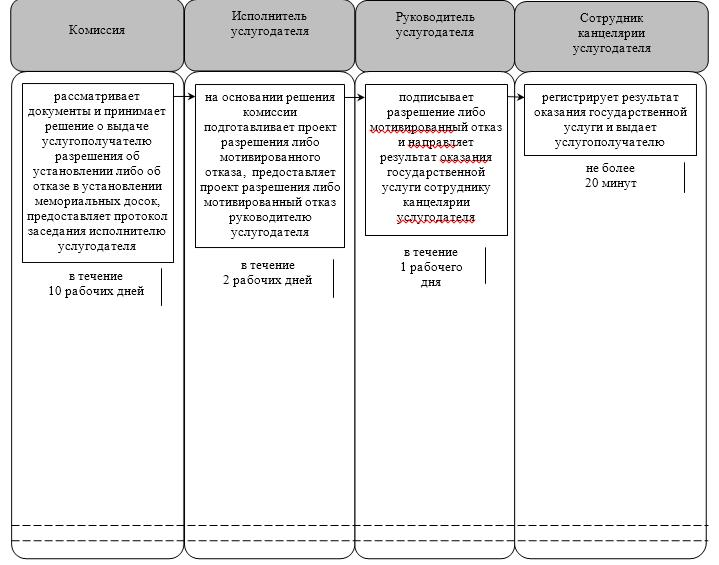 Комиссия
Исполнитель
услугодателя
Руководитель
услугодателя
Сотрудник
канцелярии
услугодателя
рассматривает
документы и принимает
решение о выдаче
услугополучателю
разрешения об
установлении либо об
отказе в установлении
мемориальных досок,
предоставляет протокол
заседания исполнителю
услугодателя
в течение
10 рабочих дней
на основании решения
комиссии
подготавливает проект
разрешения либо
мотивированного
отказа, предоставляет
проект разрешения либо
мотивированный отказ
руководителю
услугодателя
в течение
2 рабочих дней
подписывает
разрешение либо
мотивированный отказ
и направляет
результат оказания
государственной
услуги сотруднику
канцелярии
услугодателя
в течение
1 рабочего
дня
регистрирует результат
оказания государственной
услуги и выдает
услугополучателю
не более
20 минут